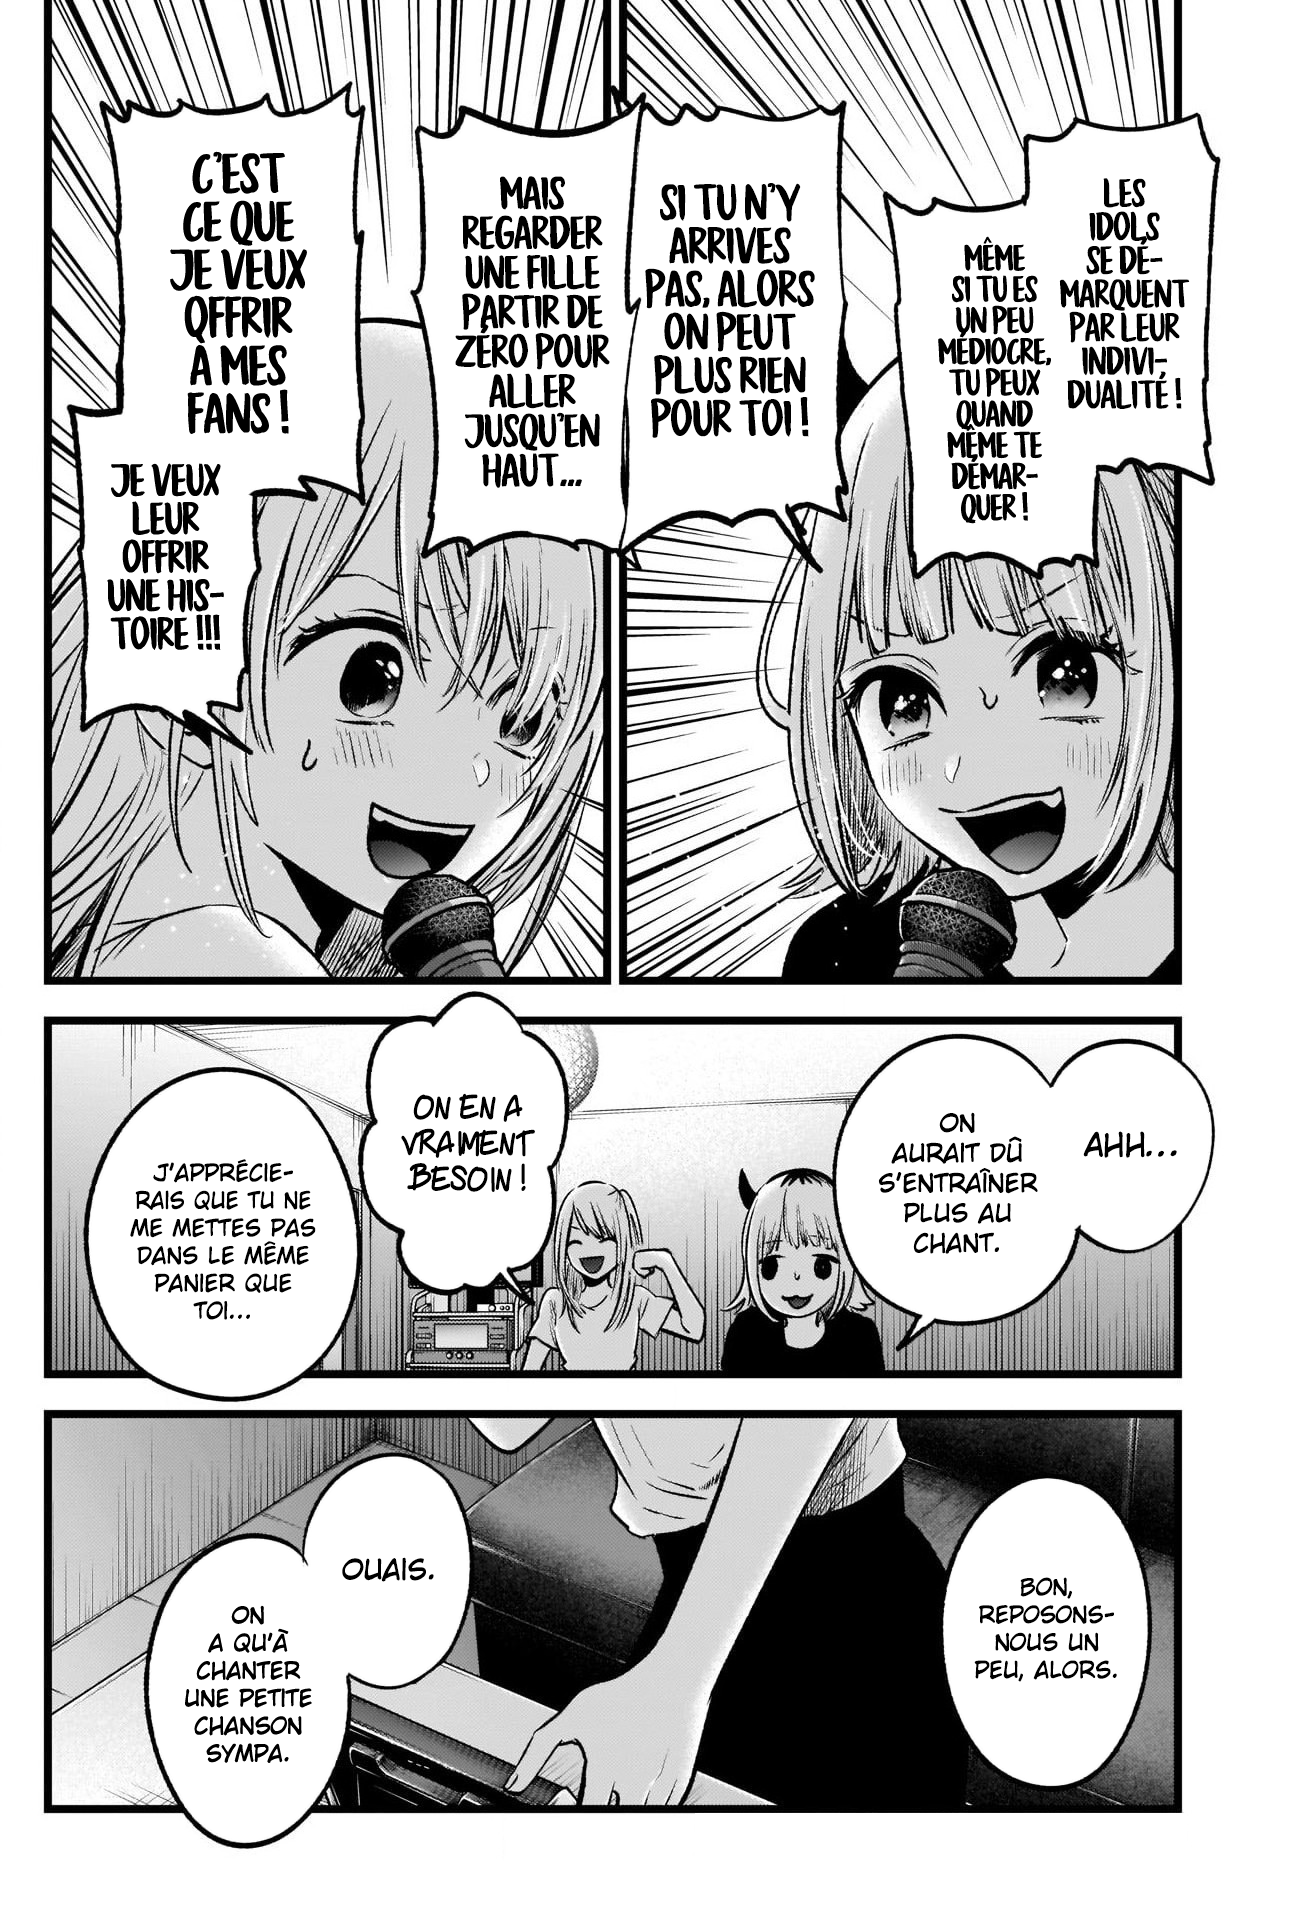 LES
IDOLS
SE DÉ-
MARQUENT
PAR LEUR
INDIVI-
DUALITÉ !
MÊME
SI TU ES
UN PEU
MÉDIOCRE,
TU PEUX
QUAND
MÊME TE
DÉMAR-
QUER !
SI TU N'Y
ARRIVES
PAS, ALORS
ON PEUT
PLUS RIEN
POUR TOI !
MAIS
REGARDER
UNE FILLE
PARTIR DE
ZÉRO POUR
ALLER
JUSQU'EN
HAUT...
C'EST
CE QUE
JE VEUX
OFFRIR
À MES
FANS !
JE VEUX
LEUR
OFFRIR
UNE HIS-
TOIRE !!!
AHH...
ON
AURAIT DÛ
S'ENTRAÎNER
PLUS AU
CHANT.
ON EN A
VRAIMENT
BESOIN !
J'APPRÉCIE-
RAIS QUE TU NE
ME METTES PAS
DANS LE MÊME
PANIER QUE
TOI...
BON,
REPOSONS-
NOUS UN
PEU, ALORS.
OUAIS.
ON
A QU'À
CHANTER
UNE PETITE
CHANSON
SYMPA.